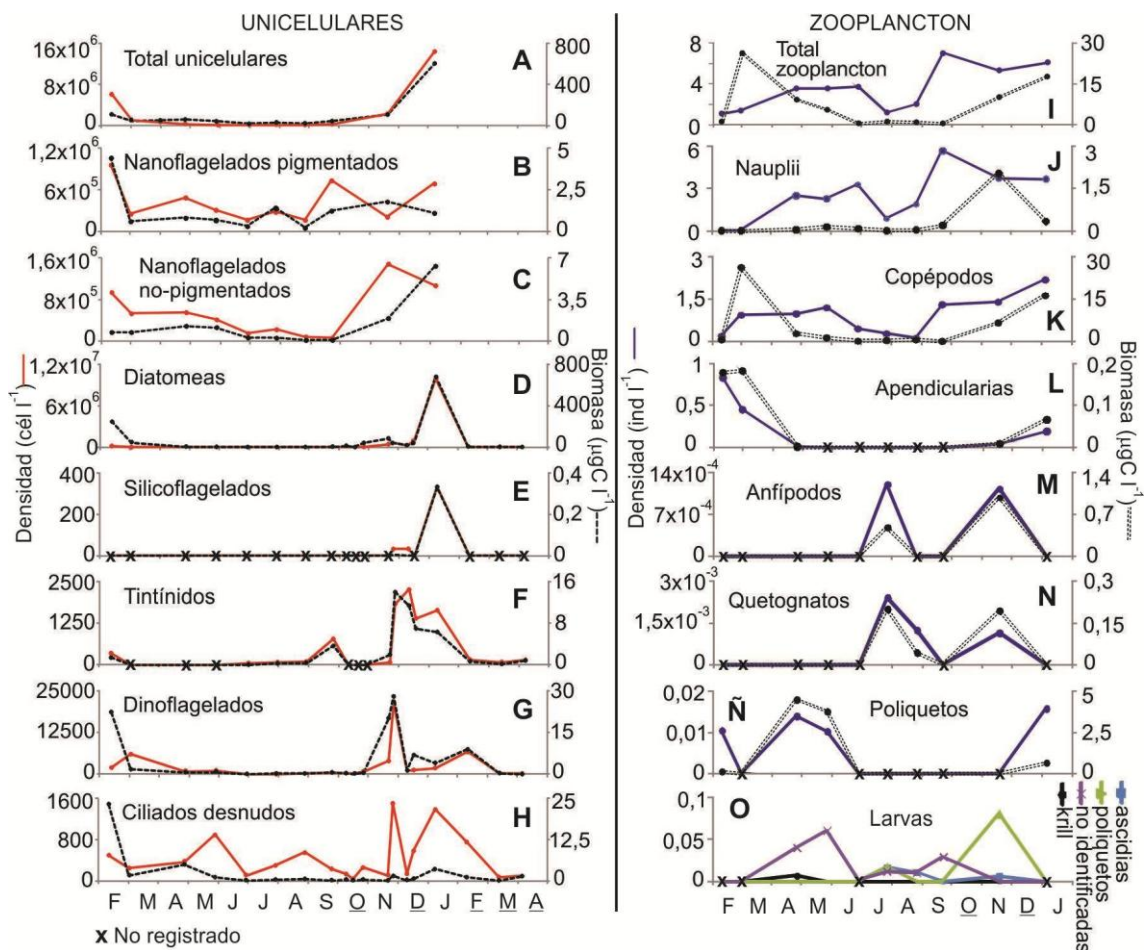 UNICELULARES
16x10⁶
8x10⁶
0
Total unicelulares
A
800
400
0
1,2x10⁶
6x10⁵
0
Nanoflagelados pigmentados
B
5
2,5
0
1,6x10⁶
8x10⁵
0
Nanoflagelados
no-pigmentados
C
7
3,5
0
1,2x10⁷
6x10⁶
0
Diatomeas
D
800
400
0
400
200
0
Silicoflagelados
E
0,4
0,2
0
2500
1250
0
Tintínidos
F
16
8
0
25000
12500
0
Dinoflagelados
G
30
15
0
1600
800
0
Ciliados desnudos
H
25
12,5
0
F M A M J J A S O N D J F M A
Densidad (cél l⁻¹)
Biomasa (µgC l⁻¹)
x No registrado
ZOOPLANCTON
8
4
0
Total
zooplancton
I
30
15
0
6
3
0
Nauplii
J
3
1,5
0
3
1,5
0
Copépodos
K
30
15
0
1
0,5
0
Apendicularias
L
0,2
0,1
0
14x10⁻⁴
7x10⁻⁴
0
Anfípodos
M
1,4
0,7
0
3x10⁻³
1,5x10⁻³
0
Quetognatos
N
0,3
0,15
0
0,02
0,01
0
Ñ
Poliquetos
5
2,5
0
0,1
0,05
0
O
Larvas
krill
no identificadas
poliquetos
ascidias
F M A M J J A S O N D J
Densidad (ind l⁻¹)
Biomasa (µgC l⁻¹)